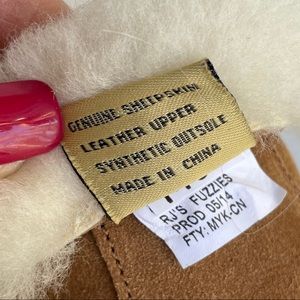 GENUINE SHEEPSKIN
LEATHER UPPER
SYNTHETIC OUTSOLE
MADE IN CHINA
RJ'S FUZZIES
PROD 05/14
FTY: MYK-CN